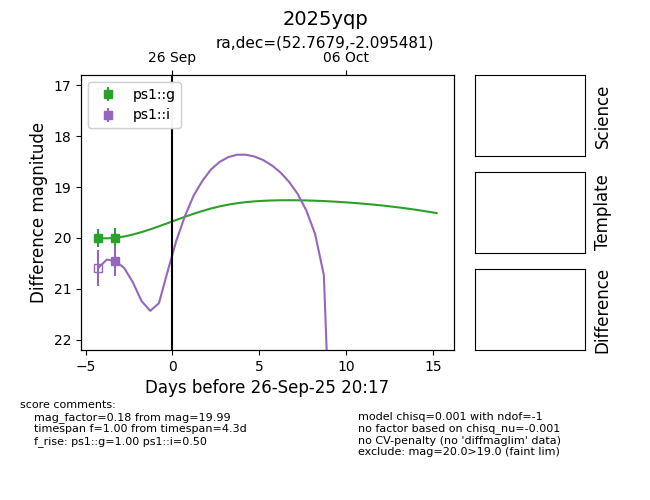 2025yqp
ra,dec=(52.7679,-2.095481)
26 Sep
06 Oct
17
18
19
20
21
22
Difference magnitude
ps1::g
ps1::i
−5
0
5
10
15
Days before 26-Sep-25 20:17
Science
Template
Difference
score comments:
mag_factor=0.18 from mag=19.99
timespan f=1.00 from timespan=4.3d
f_rise: ps1::g=1.00 ps1::i=0.50
model chisq=0.001 with ndof=-1
no factor based on chisq_nu=-0.001
no CV-penalty (no 'diffmaglim' data)
exclude: mag=20.0>19.0 (faint lim)